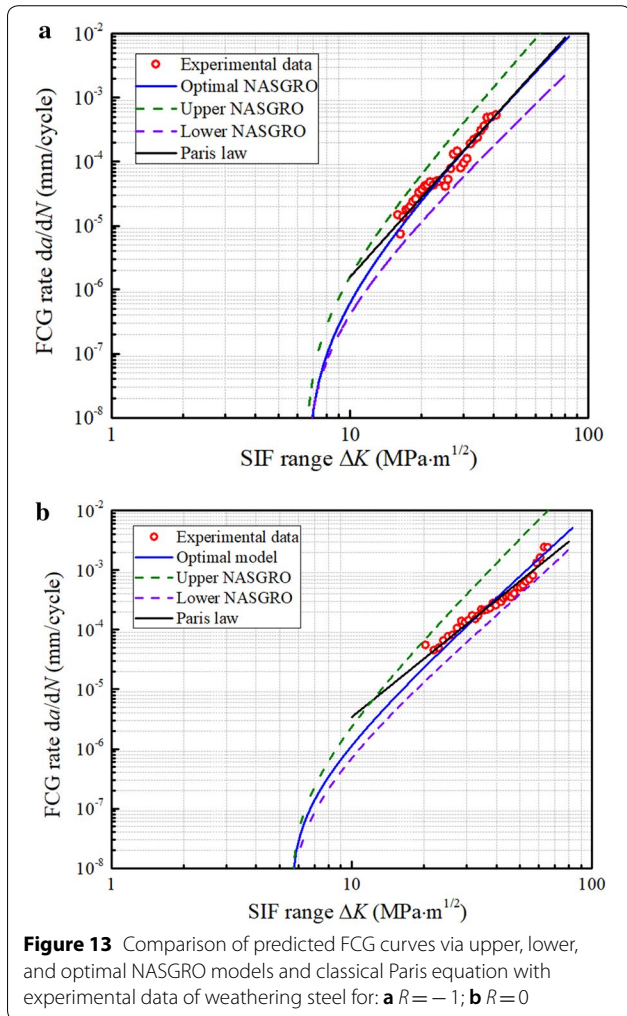 a
10⁻²
10⁻³
10⁻⁴
10⁻⁵
10⁻⁶
10⁻⁷
10⁻⁸
FCG rate da/dN (mm/cycle)
Experimental data
Optimal NASGRO
Upper NASGRO
Lower NASGRO
Paris law
1
10
100
SIF range ΔK (MPa·m¹/²)
b
10⁻²
10⁻³
10⁻⁴
10⁻⁵
10⁻⁶
10⁻⁷
10⁻⁸
FCG rate da/dN (mm/cycle)
Experimental data
Optimal model
Upper NASGRO
Lower NASGRO
Paris law
1
10
100
SIF range ΔK (MPa·m¹/²)
Figure 13 Comparison of predicted FCG curves via upper, lower,
and optimal NASGRO models and classical Paris equation with
experimental data of weathering steel for: a R = − 1; b R = 0